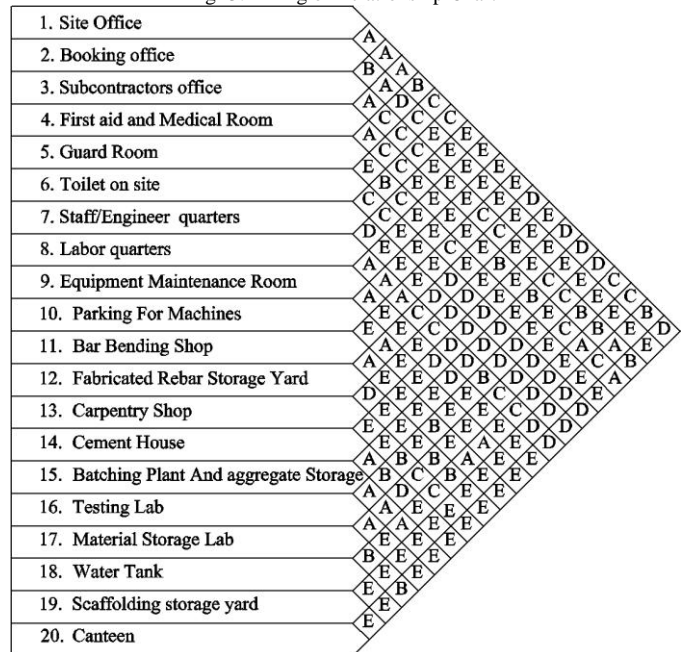 1. Site Office
A
2. Booking office A
B A
3. Subcontractors office A B
A D C
4. First aid and Medical Room C C C
A C E E
5. Guard Room C C E E
E C E E E
6. Toilet on site B E E E E
C C E E E D
7. Staff/Engineer quarters C E E C E E
D E E E C E D
8. Labor quarters E E C E E E D
A E E E B E E D
9. Equipment Maintenance Room A E D E E C E C
A A D D E B C E C
10. Parking For Machines E C D D E E B E B
E E C D D E C B E D
11. Bar Bending Shop A E D D D E A A E
A E D D D D E C B
12. Fabricated Rebar Storage Yard E E D B D D E A
D E E E C D D E
13. Carpentry Shop E E E E C D D
E E B E E D D
14. Cement House E E E A E D
A B B A E E
15. Batching Plant And aggregate Storage B C B E E
A D C E E
16. Testing Lab A E E E
A A E E
17. Material Storage Lab E E E
B E E
18. Water Tank E E
E B
19. Scaffolding storage yard E
E
20. Canteen